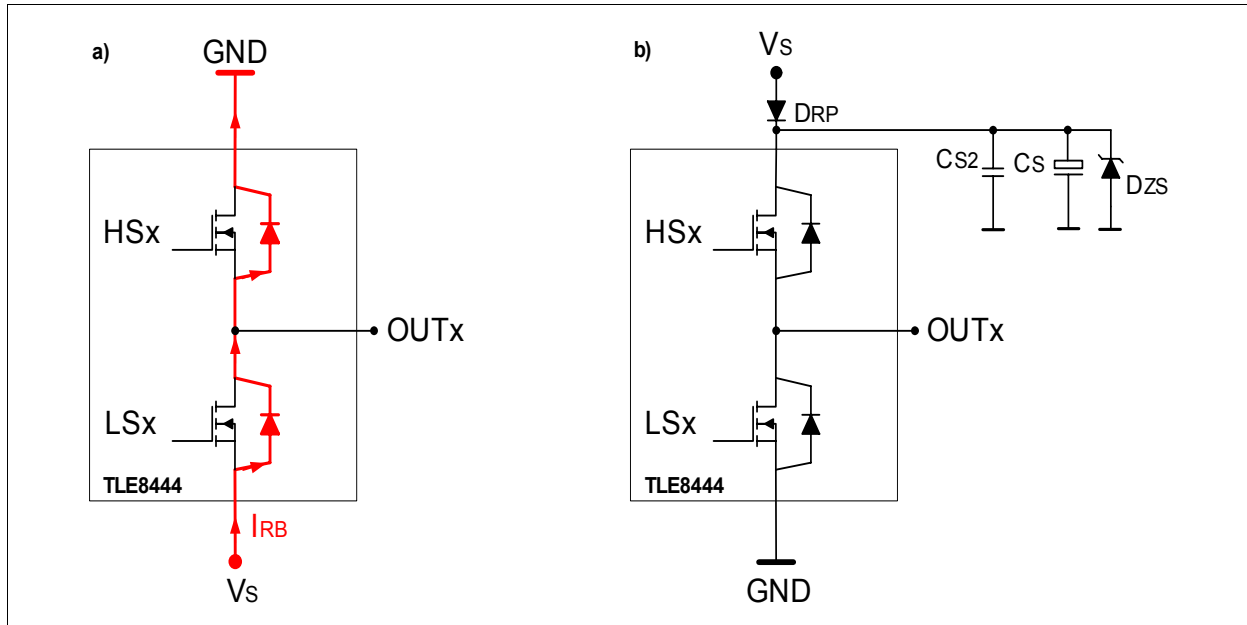 a)
GND
HSx
OUTx
LSx
TLE8444
IRB
VS
b)
VS
DRP
CS2
CS
DZS
HSx
OUTx
LSx
TLE8444
GND